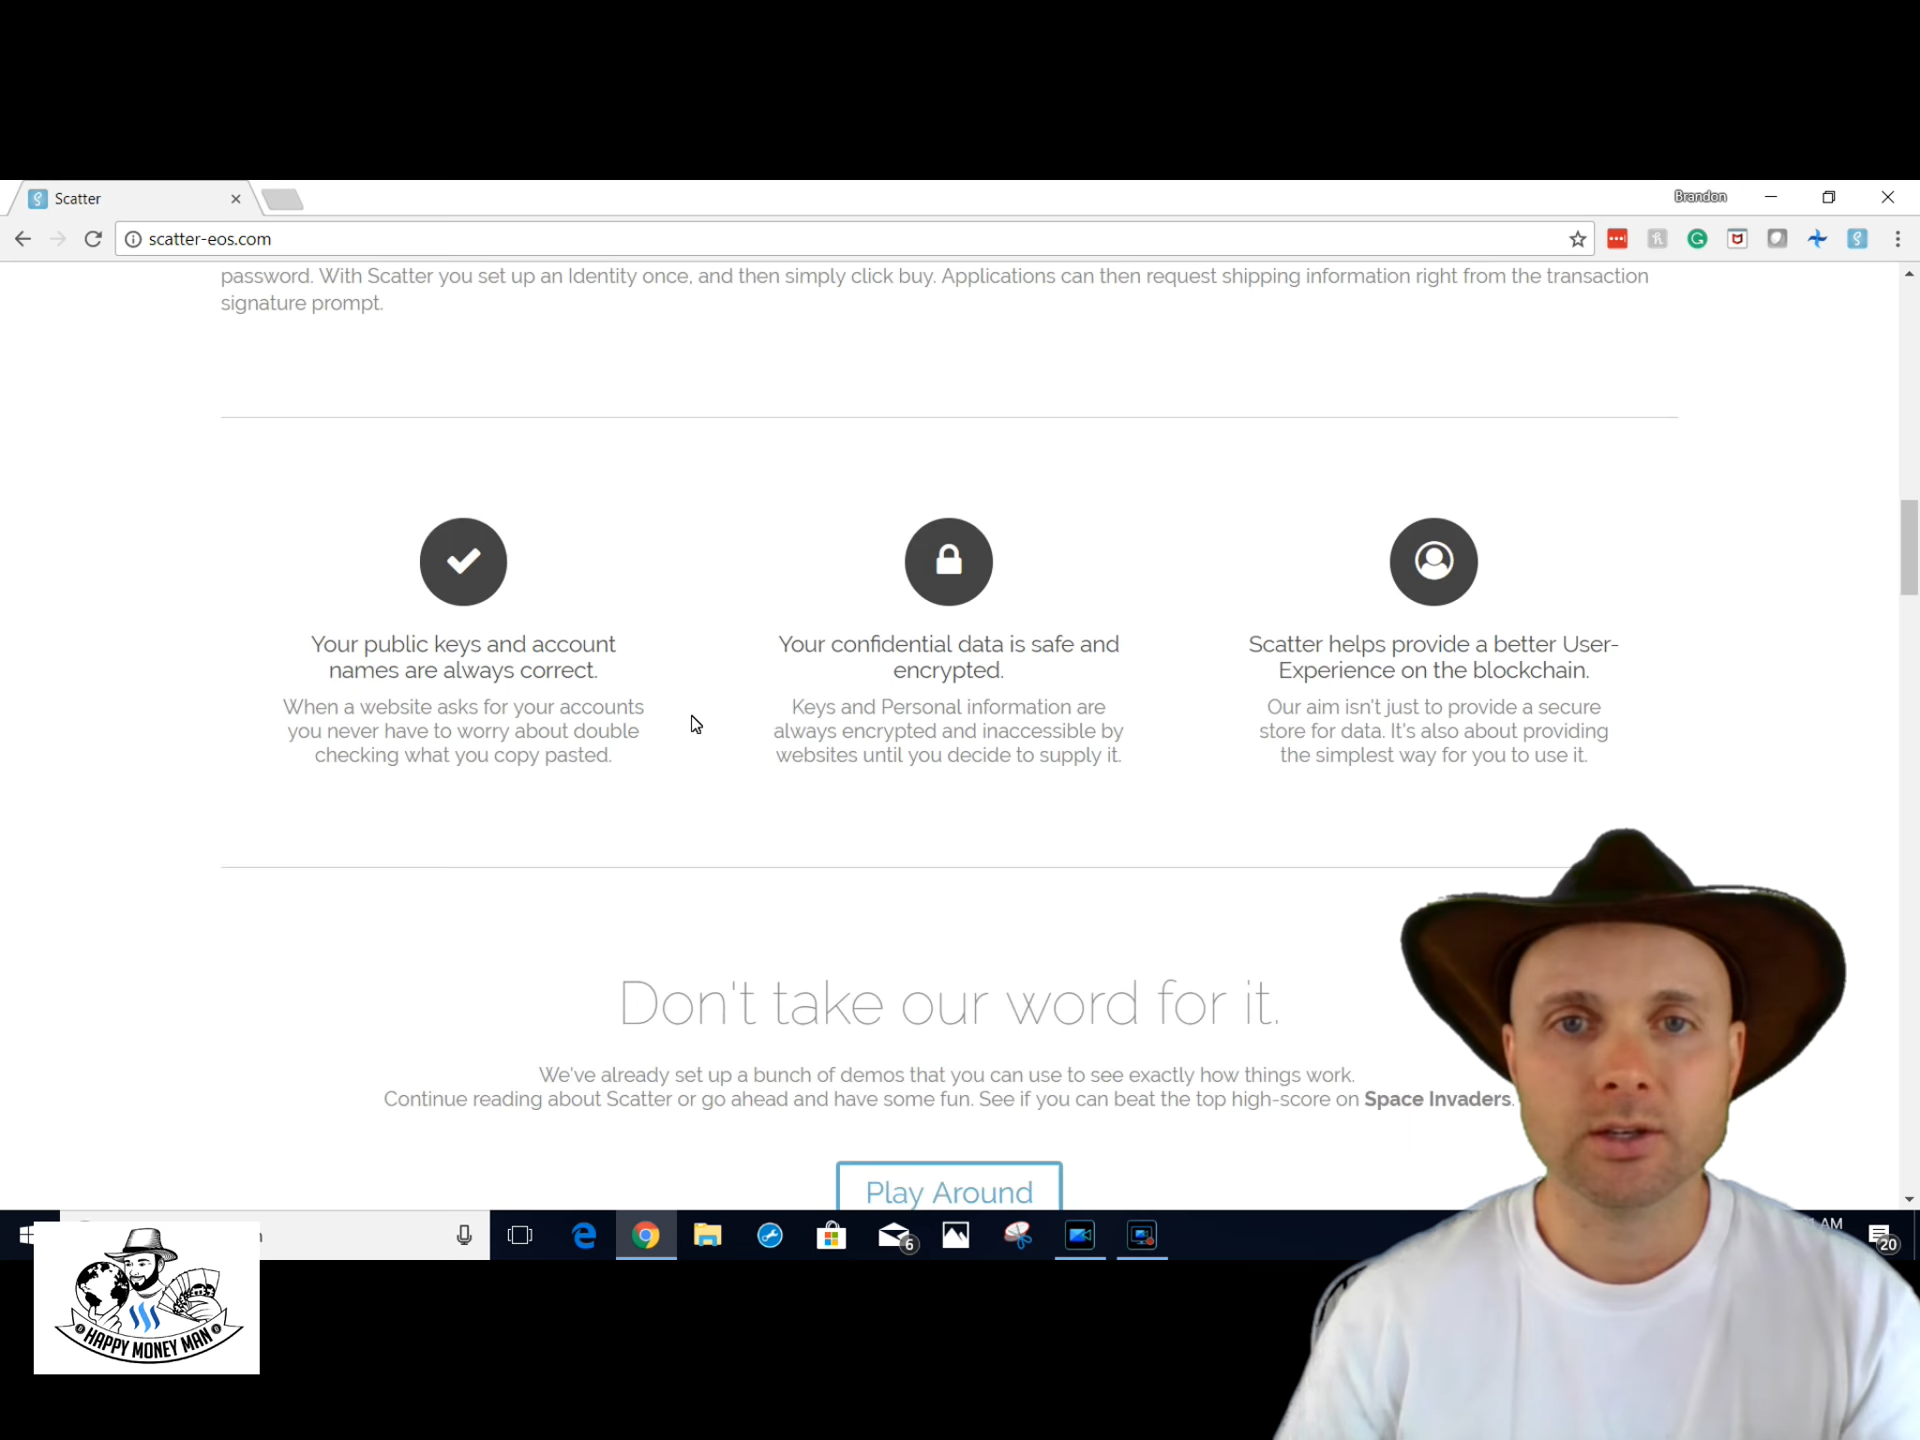 Scatter
Brandon
scatter-eos.com
password. With Scatter you set up an Identity once, and then simply click buy. Applications can then request shipping information right from the transaction
signature prompt.
Your public keys and account
names are always correct.
When a website asks for your accounts
you never have to worry about double
checking what you copy pasted.
Your confidential data is safe and
encrypted.
Keys and Personal information are
always encrypted and inaccessible by
websites until you decide to supply it.
Scatter helps provide a better User-
Experience on the blockchain.
Our aim isn't just to provide a secure
store for data. It's also about providing
the simplest way for you to use it.
Don't take our word for it.
We've already set up a bunch of demos that you can use to see exactly how things work.
Continue reading about Scatter or go ahead and have some fun. See if you can beat the top high-score on Space Invaders.
Play Around
6
AM
20
HAPPY MONEY MAN